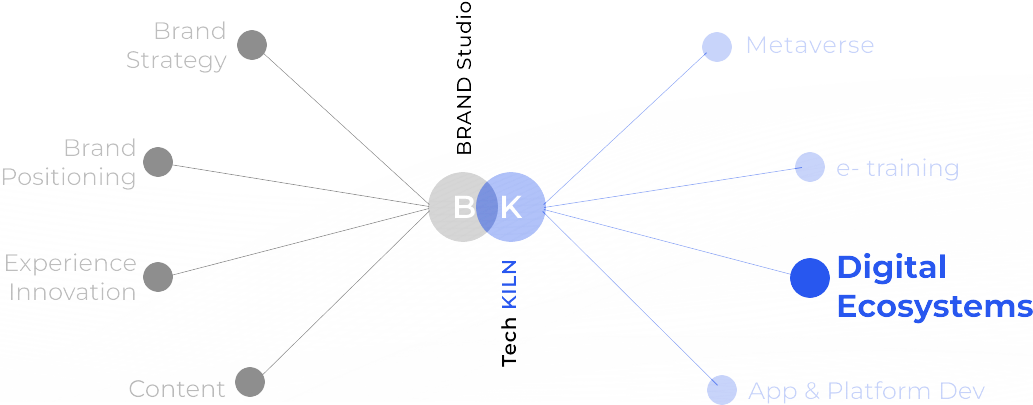 BRAND Studio
Brand
Strategy
Brand
Positioning
Experience
Innovation
Content
B K
Tech KILN
Metaverse
e- training
Digital
Ecosystems
App & Platform Dev